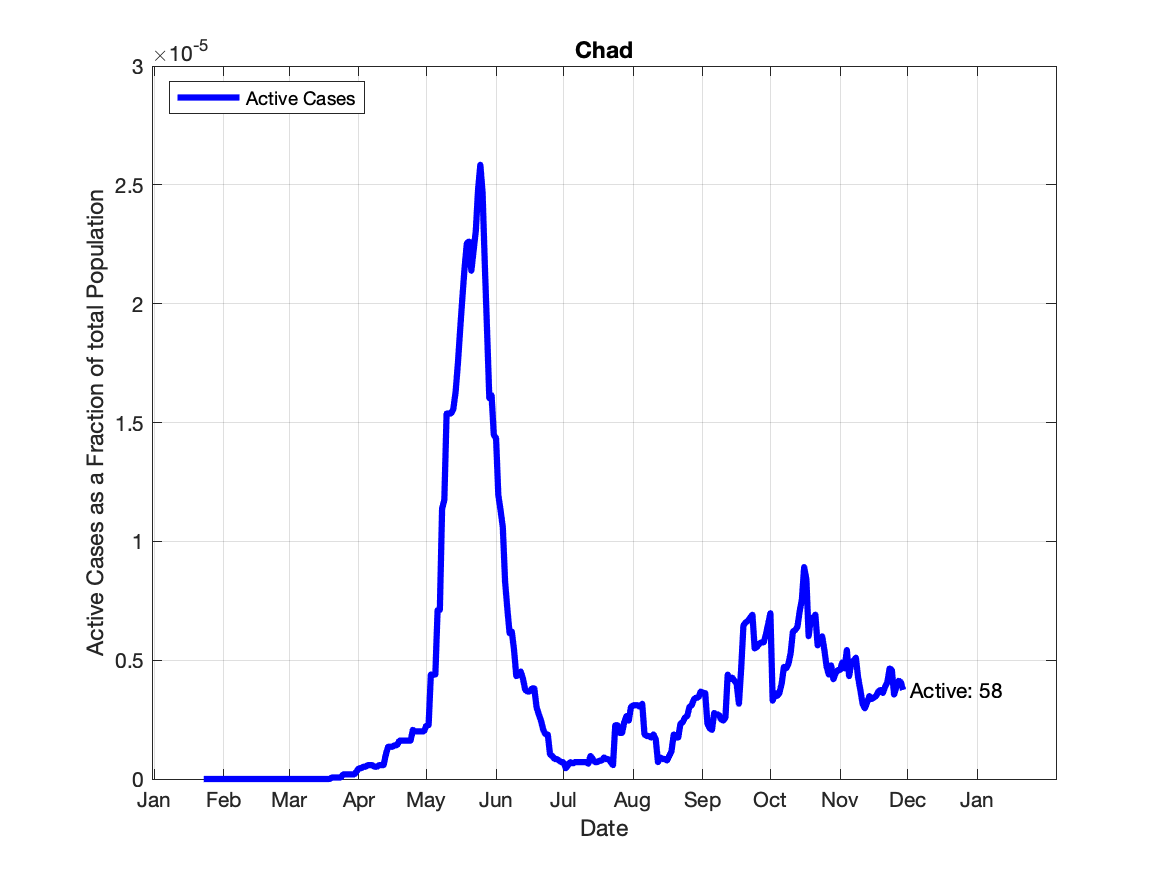 Chad
×10-5
Active Cases
3
2.5
2
1.5
1
0.5
0
Active Cases as a Fraction of total Population
Active: 58
Jan Feb Mar Apr May Jun Jul Aug Sep Oct Nov Dec Jan
Date